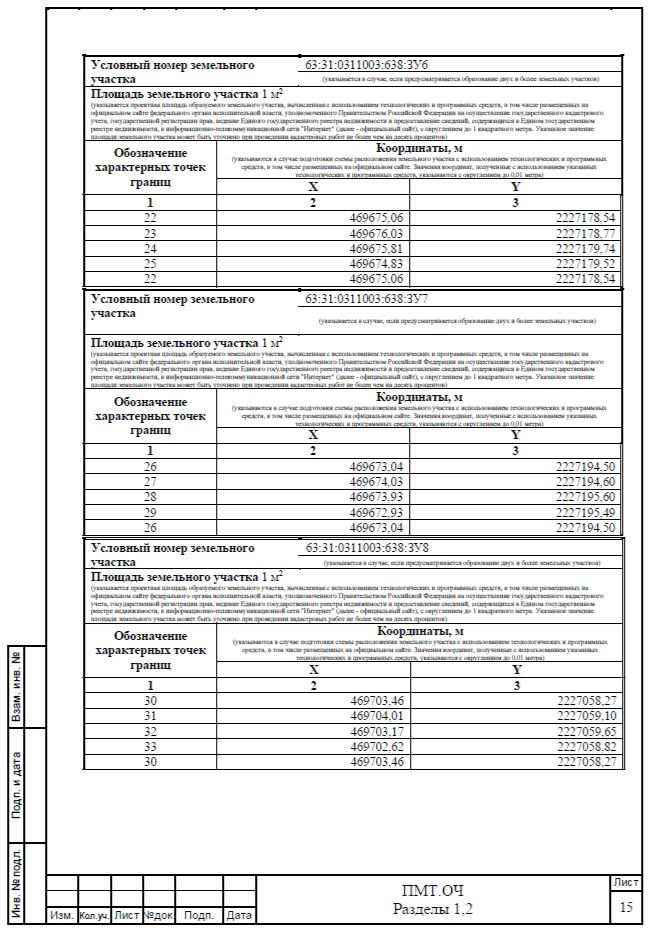 Условный номер земельного участка 63:31:0311003:638:ЗУ6
(указывается в случае, если предусматривается образование двух и более земельных участков)
Площадь земельного участка 1 м2
(указывается проектная площадь образуемого земельного участка, вычисленная с использованием технологических и программных средств, в том числе размещенных на
официальном сайте федерального органа исполнительной власти, уполномоченного Правительством Российской Федерации на осуществление государственного кадастрового
учета, государственной регистрации прав, ведение Единого государственного реестра недвижимости и предоставление сведений, содержащихся в Едином государственном
реестре недвижимости, в информационно-телекоммуникационной сети "Интернет" (далее - официальный сайт), с округлением до 1 квадратного метра. Указанное значение
площади земельного участка может быть уточнено при проведении кадастровых работ не более чем на десять процентов)
Обозначение характерных точек границ
Координаты, м
(указываются в случае подготовки схемы расположения земельного участка с использованием технологических и программных
средств, в том числе размещенных на официальном сайте. Значения координат, полученные с использованием указанных
технологических и программных средств, указываются с округлением до 0,01 метра)
X Y
1 2 3
22 469675,06 2227178,54
23 469676,03 2227178,77
24 469675,81 2227179,74
25 469674,83 2227179,52
22 469675,06 2227178,54
Условный номер земельного участка 63:31:0311003:638:ЗУ7
(указывается в случае, если предусматривается образование двух и более земельных участков)
Площадь земельного участка 1 м2
(указывается проектная площадь образуемого земельного участка, вычисленная с использованием технологических и программных средств, в том числе размещенных на
официальном сайте федерального органа исполнительной власти, уполномоченного Правительством Российской Федерации на осуществление государственного кадастрового
учета, государственной регистрации прав, ведение Единого государственного реестра недвижимости и предоставление сведений, содержащихся в Едином государственном
реестре недвижимости, в информационно-телекоммуникационной сети "Интернет" (далее - официальный сайт), с округлением до 1 квадратного метра. Указанное значение
площади земельного участка может быть уточнено при проведении кадастровых работ не более чем на десять процентов)
Обозначение характерных точек границ
Координаты, м
(указываются в случае подготовки схемы расположения земельного участка с использованием технологических и программных
средств, в том числе размещенных на официальном сайте. Значения координат, полученные с использованием указанных
технологических и программных средств, указываются с округлением до 0,01 метра)
X Y
1 2 3
26 469673,04 2227194,50
27 469674,03 2227194,60
28 469673,93 2227195,60
29 469672,93 2227195,49
26 469673,04 2227194,50
Условный номер земельного участка 63:31:0311003:638:ЗУ8
(указывается в случае, если предусматривается образование двух и более земельных участков)
Площадь земельного участка 1 м2
(указывается проектная площадь образуемого земельного участка, вычисленная с использованием технологических и программных средств, в том числе размещенных на
официальном сайте федерального органа исполнительной власти, уполномоченного Правительством Российской Федерации на осуществление государственного кадастрового
учета, государственной регистрации прав, ведение Единого государственного реестра недвижимости и предоставление сведений, содержащихся в Едином государственном
реестре недвижимости, в информационно-телекоммуникационной сети "Интернет" (далее - официальный сайт), с округлением до 1 квадратного метра. Указанное значение
площади земельного участка может быть уточнено при проведении кадастровых работ не более чем на десять процентов)
Обозначение характерных точек границ
Координаты, м
(указываются в случае подготовки схемы расположения земельного участка с использованием технологических и программных
средств, в том числе размещенных на официальном сайте. Значения координат, полученные с использованием указанных
технологических и программных средств, указываются с округлением до 0,01 метра)
X Y
1 2 3
30 469703,46 2227058,27
31 469704,01 2227059,10
32 469703,17 2227059,65
33 469702,62 2227058,82
30 469703,46 2227058,27
Взам. инв. №
Подп. и дата
Инв. № подл.
Изм. Кол.уч. Лист №док. Подп. Дата
ПМТ.ОЧ
Разделы 1,2
Лист
15